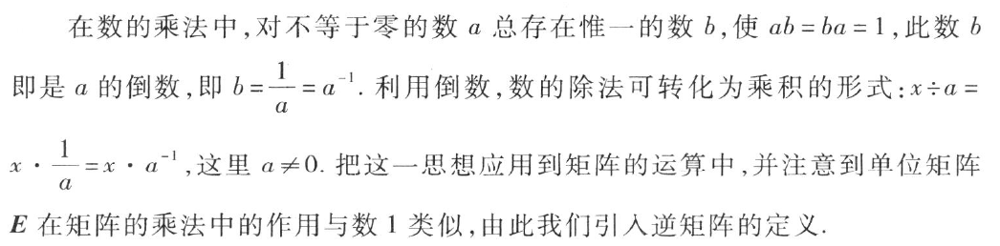 在数的乘法中,对不等于零的数 a 总存在惟一的数 b,使 ab=ba=1,此数 b
即是 a 的倒数,即 b=\frac{1}{a}=a^{-1}. 利用倒数,数的除法可转化为乘积的形式:x÷a=
x·\frac{1}{a}=x·a^{-1},这里 a≠0. 把这一思想应用到矩阵的运算中,并注意到单位矩阵
E 在矩阵的乘法中的作用与数 1 类似,由此我们引入逆矩阵的定义.